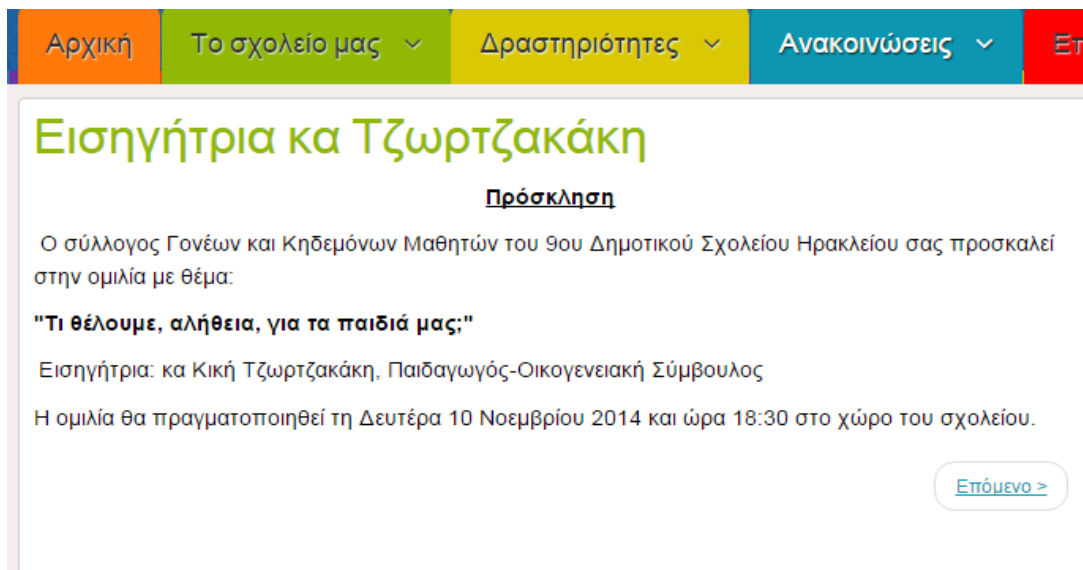 Αρχική Το σχολείο μας Δραστηριότητες Ανακοινώσεις
Εισηγήτρια κα Τζωρτζακάκη
Πρόσκληση
Ο σύλλογος Γονέων και Κηδεμόνων Μαθητών του 9ου Δημοτικού Σχολείου Ηρακλείου σας προσκαλεί
στην ομιλία με θέμα:
"Τι θέλουμε, αλήθεια, για τα παιδιά μας;"
Εισηγήτρια: κα Κική Τζωρτζακάκη, Παιδαγωγός-Οικογενειακή Σύμβουλος
Η ομιλία θα πραγματοποιηθεί τη Δευτέρα 10 Νοεμβρίου 2014 και ώρα 18:30 στο χώρο του σχολείου.
Επόμενο >